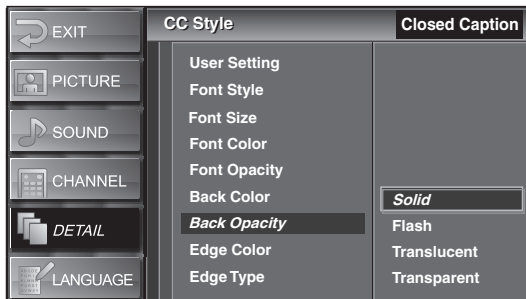 EXIT
PICTURE
SOUND
CHANNEL
DETAIL
LANGUAGE
CC Style
Closed Caption
User Setting
Font Style
Font Size
Font Color
Font Opacity
Back Color
Back Opacity
Edge Color
Edge Type
Solid
Flash
Translucent
Transparent